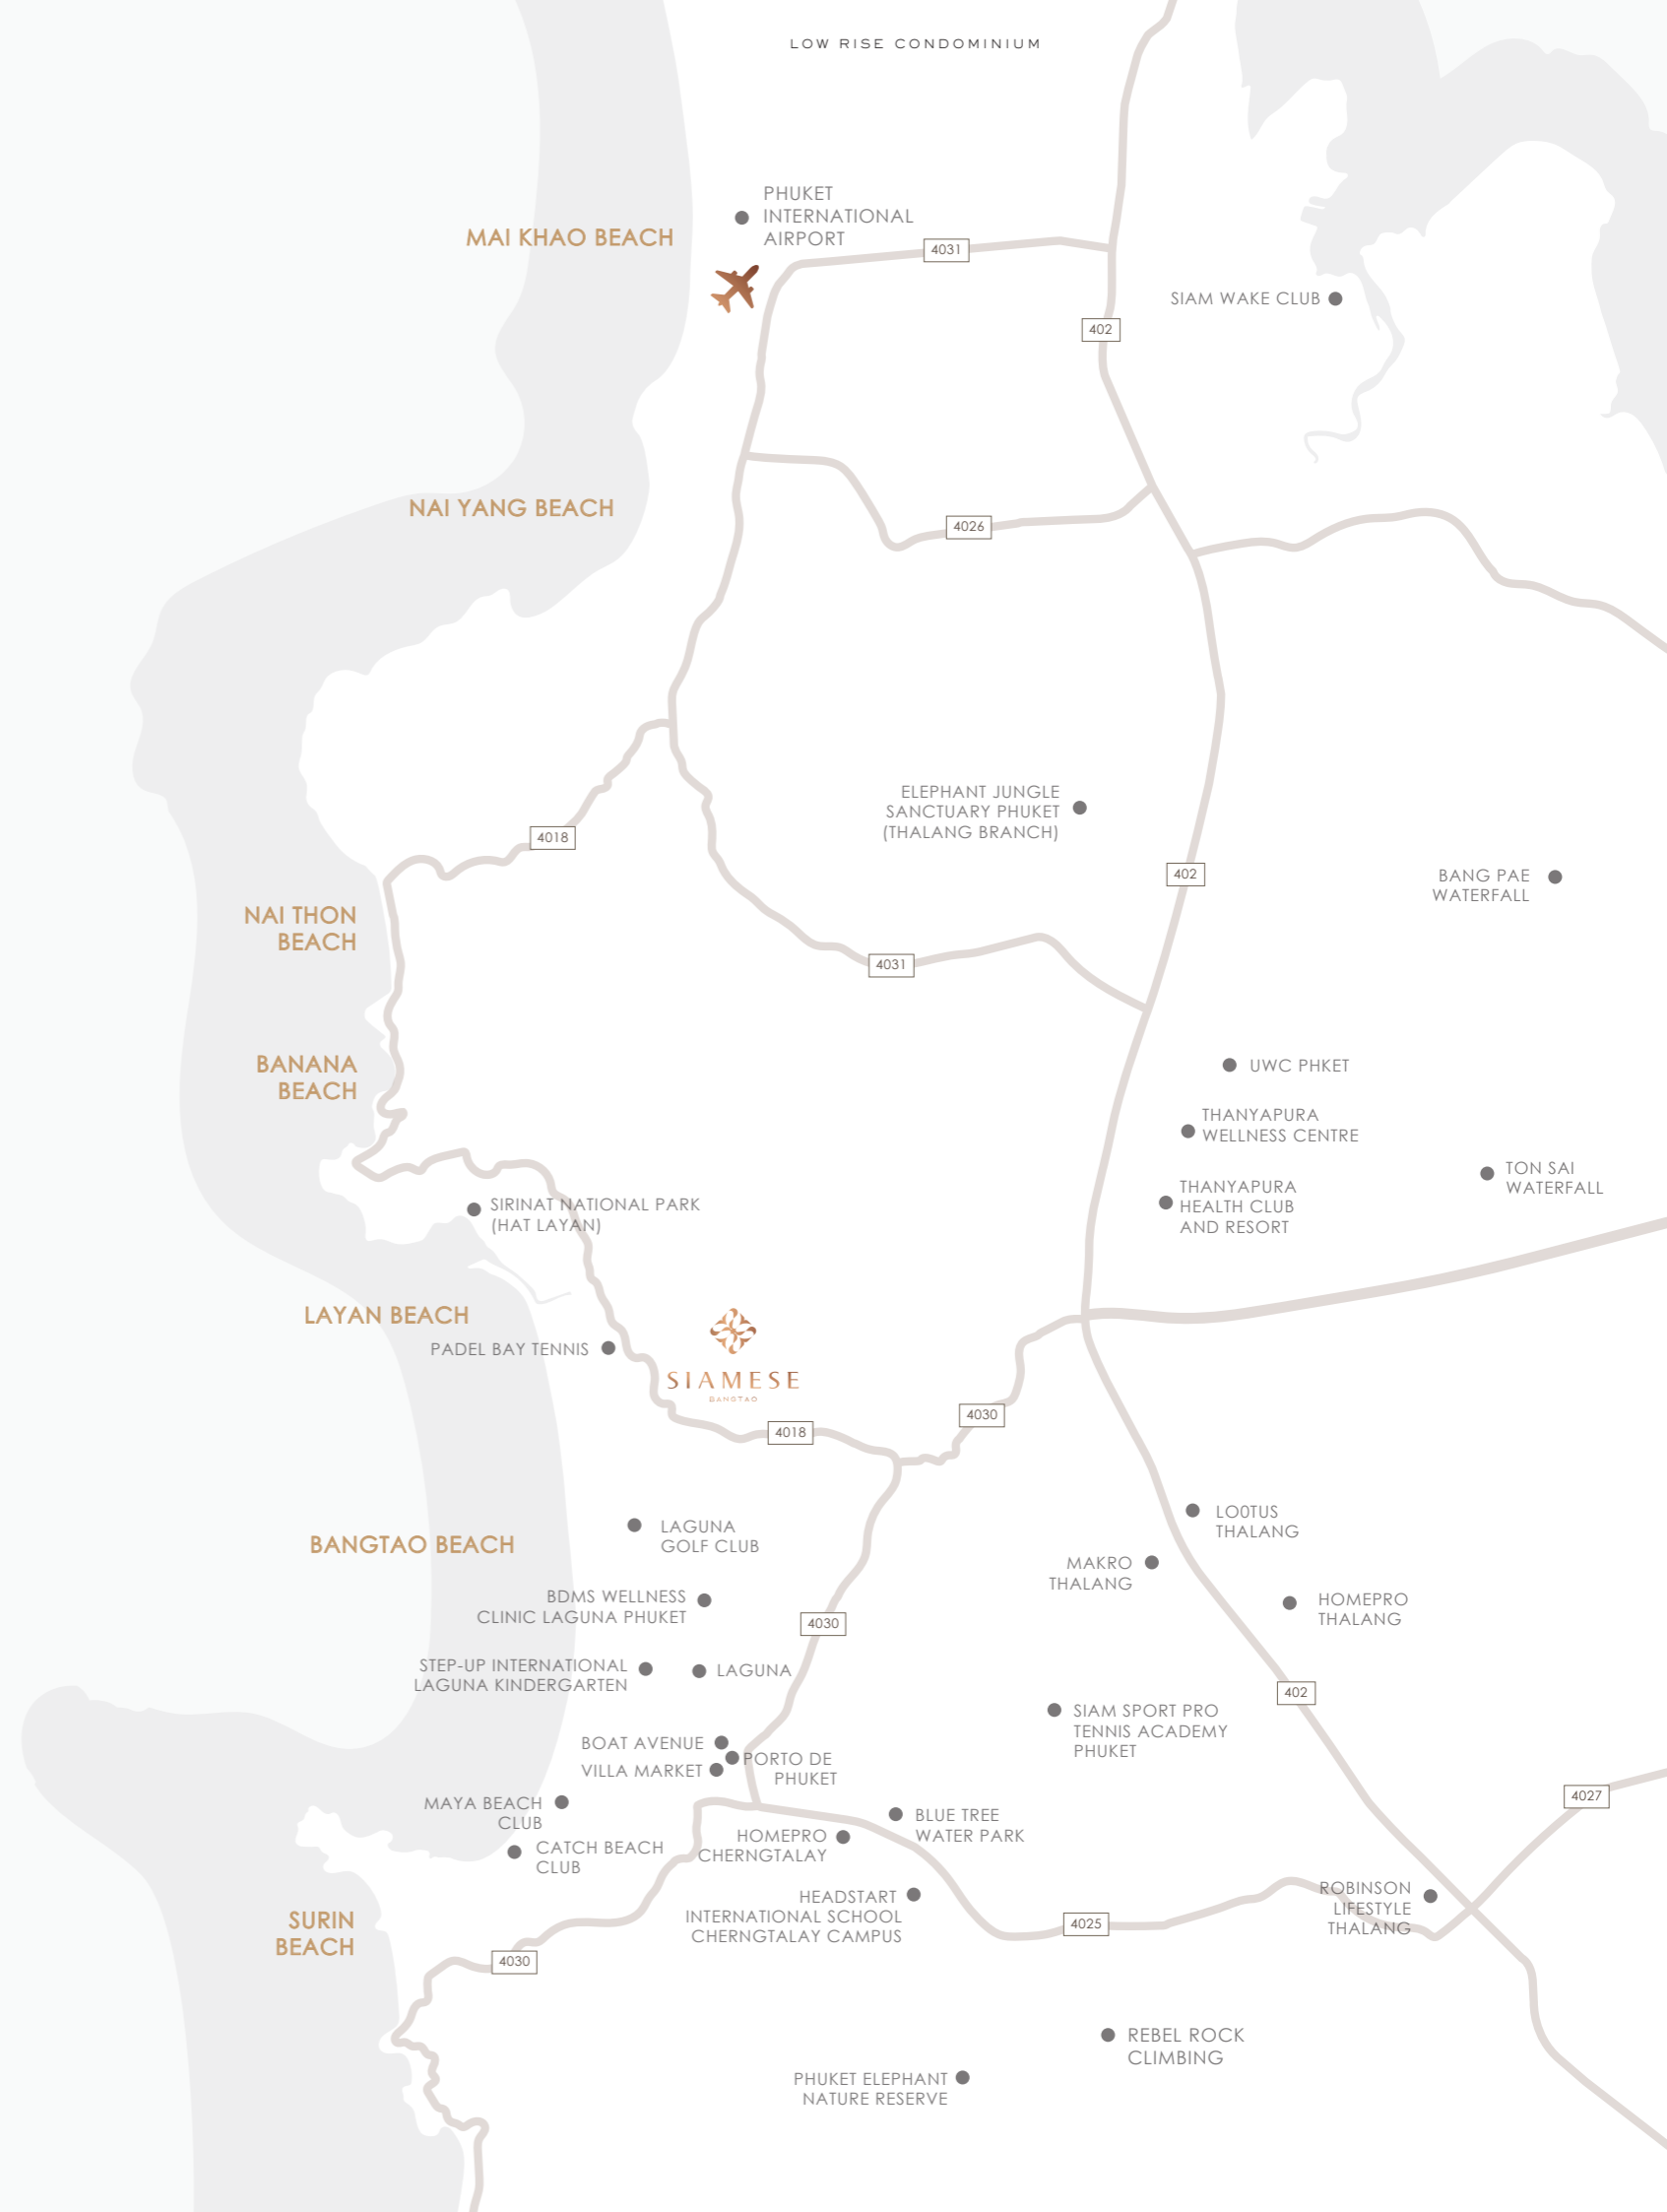 LOW RISE CONDOMINIUM
PHUKET
INTERNATIONAL
AIRPORT
MAI KHAO BEACH
4031
SIAM WAKE CLUB
402
NAI YANG BEACH
4026
ELEPHANT JUNGLE
SANCTUARY PHUKET
(THALANG BRANCH)
4018
402
BANG PAE
WATERFALL
NAI THON
BEACH
4031
BANANA
BEACH
UWC PHKET
THANYAPURA
WELLNESS CENTRE
TON SAI
WATERFALL
THANYAPURA
HEALTH CLUB
AND RESORT
SIRINAT NATIONAL PARK
(HAT LAYAN)
LAYAN BEACH
PADEL BAY TENNIS
SIAMESE
BANGTAO
4030
4018
LO0TUS
THALANG
LAGUNA
GOLF CLUB
BANGTAO BEACH
MAKRO
THALANG
BDMS WELLNESS
CLINIC LAGUNA PHUKET
HOMEPRO
THALANG
4030
STEP-UP INTERNATIONAL
LAGUNA KINDERGARTEN
LAGUNA
402
SIAM SPORT PRO
TENNIS ACADEMY
PHUKET
BOAT AVENUE
PORTO DE
PHUKET
VILLA MARKET
4027
MAYA BEACH
CLUB
BLUE TREE
WATER PARK
HOMEPRO
CHERNGTALAY
CATCH BEACH
CLUB
HEADSTART
INTERNATIONAL SCHOOL
CHERNGTALAY CAMPUS
ROBINSON
LIFESTYLE
THALANG
SURIN
BEACH
4025
4030
REBEL ROCK
CLIMBING
PHUKET ELEPHANT
NATURE RESERVE